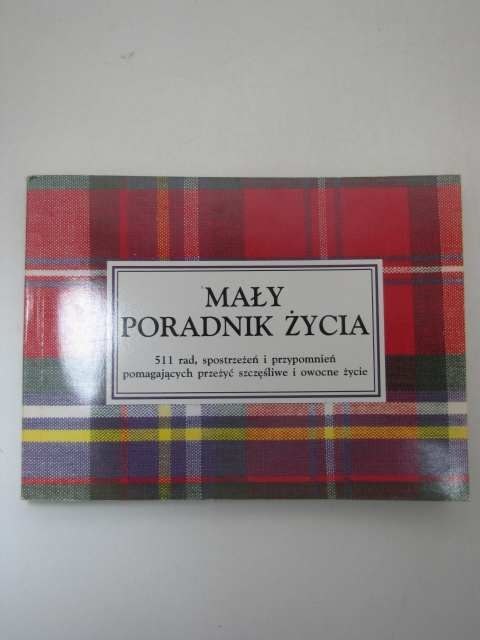 MAŁY
PORADNIK ŻYCIA
511 rad, spostrzeżeń i przypomnień
pomagających przeżyć szczęśliwe i owocne życie